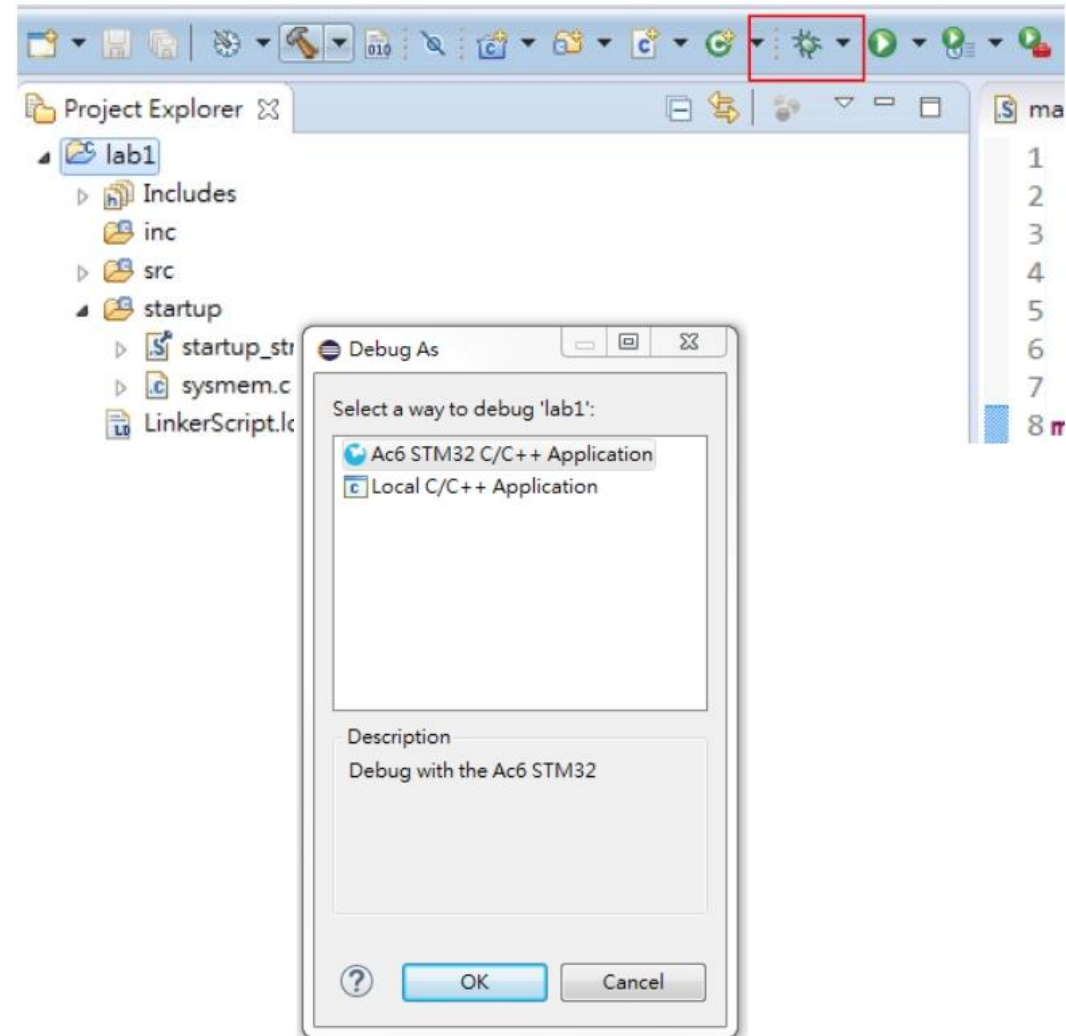 010
Project Explorer
ma
lab1
Includes
inc
src
startup
startup_str
sysmem.c
LinkerScript.lc
1
2
3
4
5
6
7
8 m
Debug As
Select a way to debug 'lab1':
Ac6 STM32 C/C++ Application
Local C/C++ Application
Description
Debug with the Ac6 STM32
OK
Cancel